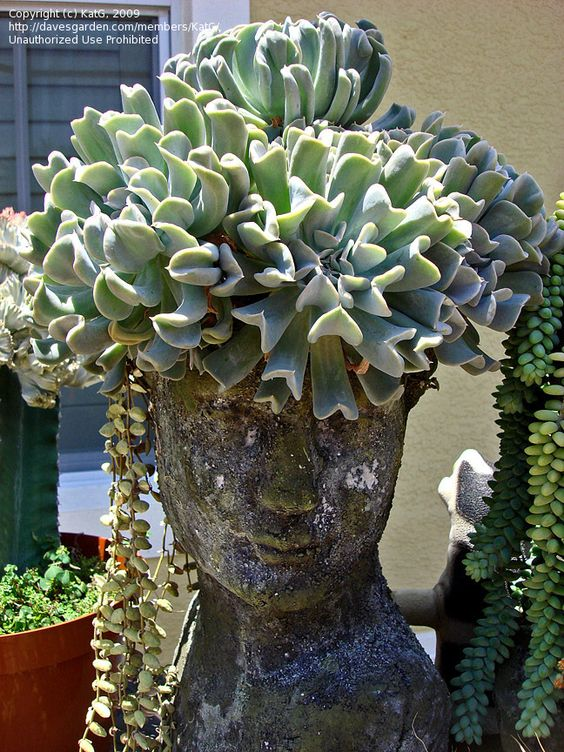 Copyright (c) KatG, 2009
http://davesgarden.com/members/KatG/
Unauthorized Use Prohibited